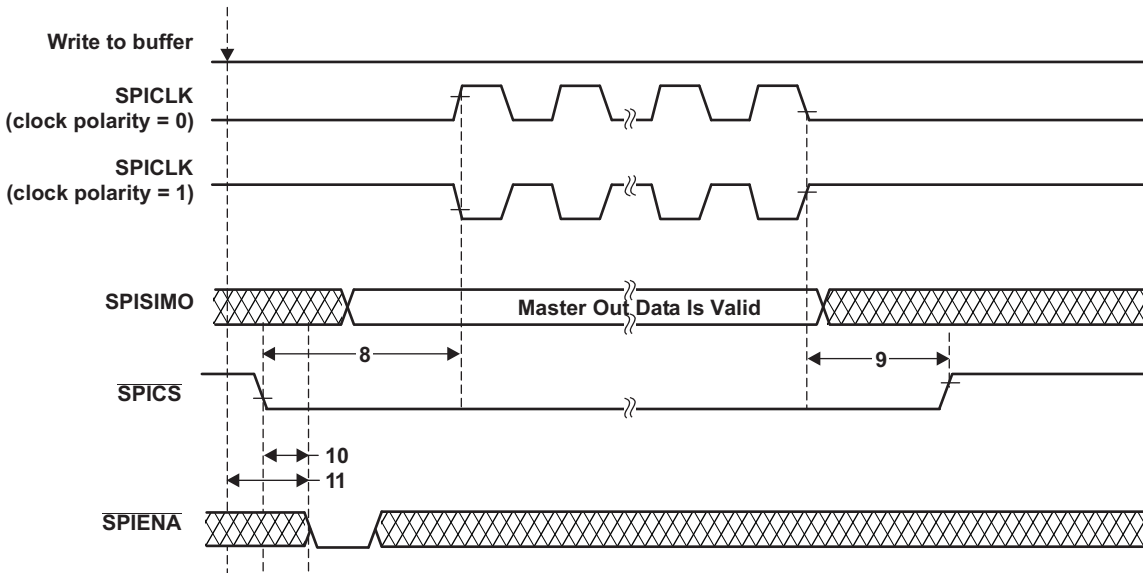 Write to buffer
SPICLK
(clock polarity = 0)
SPICLK
(clock polarity = 1)
SPISIMO
Master Out Data Is Valid
8
9
SPICS
10
11
SPIENA